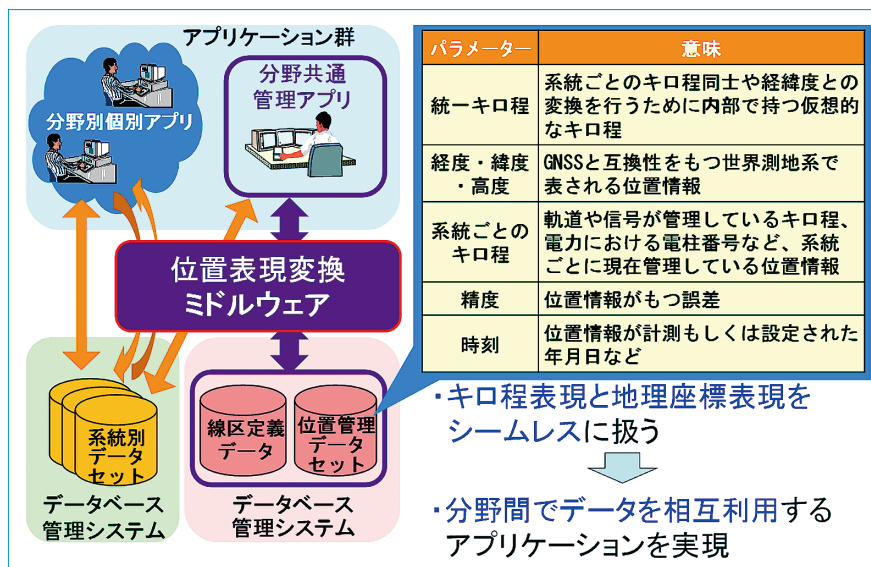 アプリケーション群
分野別個別アプリ
分野共通
管理アプリ
位置表現変換
ミドルウェア
系統別
データ
セット
データベース
管理システム
線区定義
データ
位置管理
データ
セット
データベース
管理システム
パラメーター 意味
統一キロ程 系統ごとのキロ程同士や経緯度との
変換を行うために内部で持つ仮想的
なキロ程
経度・緯度
・高度
GNSSと互換性をもつ世界測地系で
表される位置情報
系統ごとの
キロ程
軌道や信号が管理しているキロ程、
電力における電柱番号など、系統
ごとに現在管理している位置情報
精度 位置情報がもつ誤差
時刻 位置情報が計測もしくは設定された
年月日など
・キロ程表現と地理座標表現を
シームレスに扱う
・分野間でデータを相互利用する
アプリケーションを実現